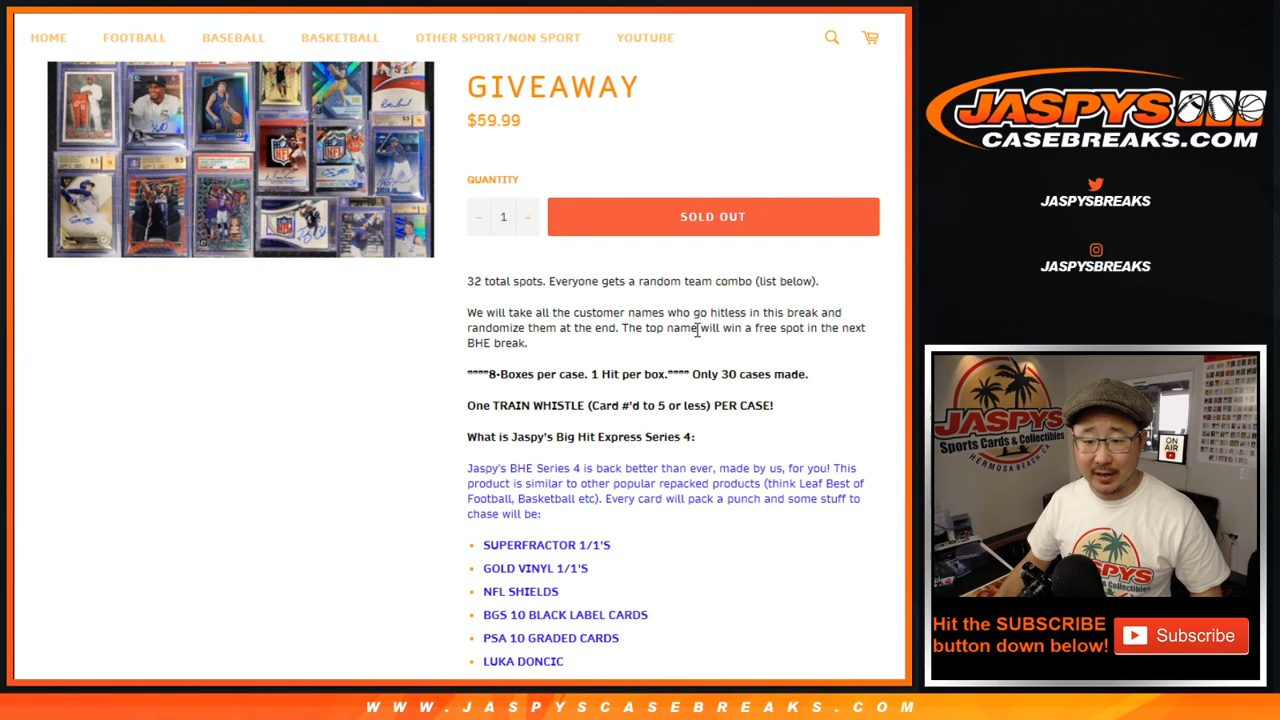 HOME FOOTBALL BASEBALL BASKETBALL OTHER SPORT/NON SPORT YOUTUBE
GIVEAWAY
$59.99
QUANTITY
− 1 + SOLD OUT
32 total spots. Everyone gets a random team combo (list below).
We will take all the customer names who go hitless in this break and
randomize them at the end. The top name will win a free spot in the next
BHE break.
****8-Boxes per case. 1 Hit per box.**** Only 30 cases made.
One TRAIN WHISTLE (Card #'d to 5 or less) PER CASE!
What is Jaspy's Big Hit Express Series 4:
Jaspy's BHE Series 4 is back better than ever, made by us, for you! This
product is similar to other popular repacked products (think Leaf Best of
Football, Basketball etc). Every card will pack a punch and some stuff to
chase will be:
• SUPERFRACTOR 1/1'S
• GOLD VINYL 1/1'S
• NFL SHIELDS
• BGS 10 BLACK LABEL CARDS
• PSA 10 GRADED CARDS
• LUKA DONCIC
JASPYS
CASEBREAKS.COM
JASPYSBREAKS
JASPYSBREAKS
JASPYS
Sports Cards & Collectibles
HERMOSA BEACH, CA
ON
AIR
JASPYS
Hit the SUBSCRIBE
button down below!
Subscribe
WWW.JASPYSCASEBREAKS.COM